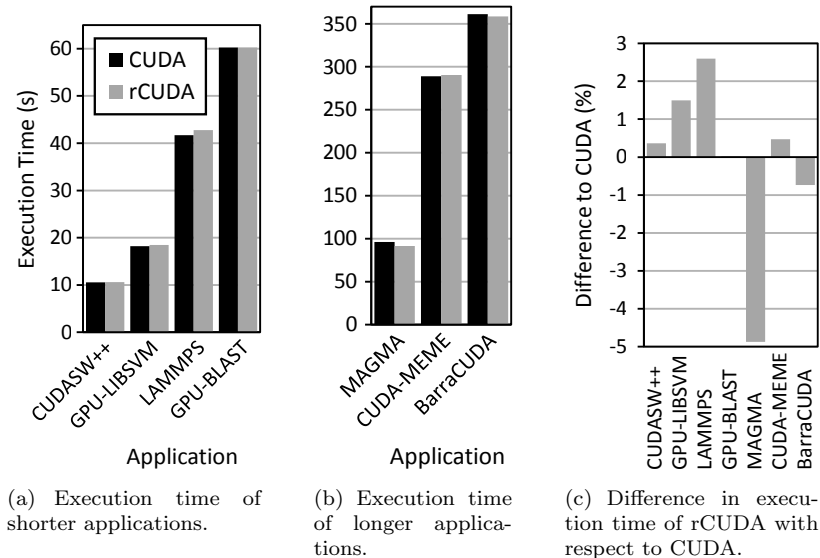 Execution Time (s)
60
50
40
30
20
10
0
CUDA
rCUDA
CUDASW++
GPU-LIBSVM
LAMMPS
GPU-BLAST
Application
(a) Execution time of
shorter applications.
350
300
250
200
150
100
50
0
MAGMA
CUDA-MEME
BarraCUDA
Application
(b) Execution time
of longer applica-
tions.
Difference to CUDA (%)
3
2
1
0
-1
-2
-3
-4
-5
CUDASW++
GPU-LIBSVM
LAMMPS
GPU-BLAST
MAGMA
CUDA-MEME
BarraCUDA
(c) Difference in execu-
tion time of rCUDA with
respect to CUDA.